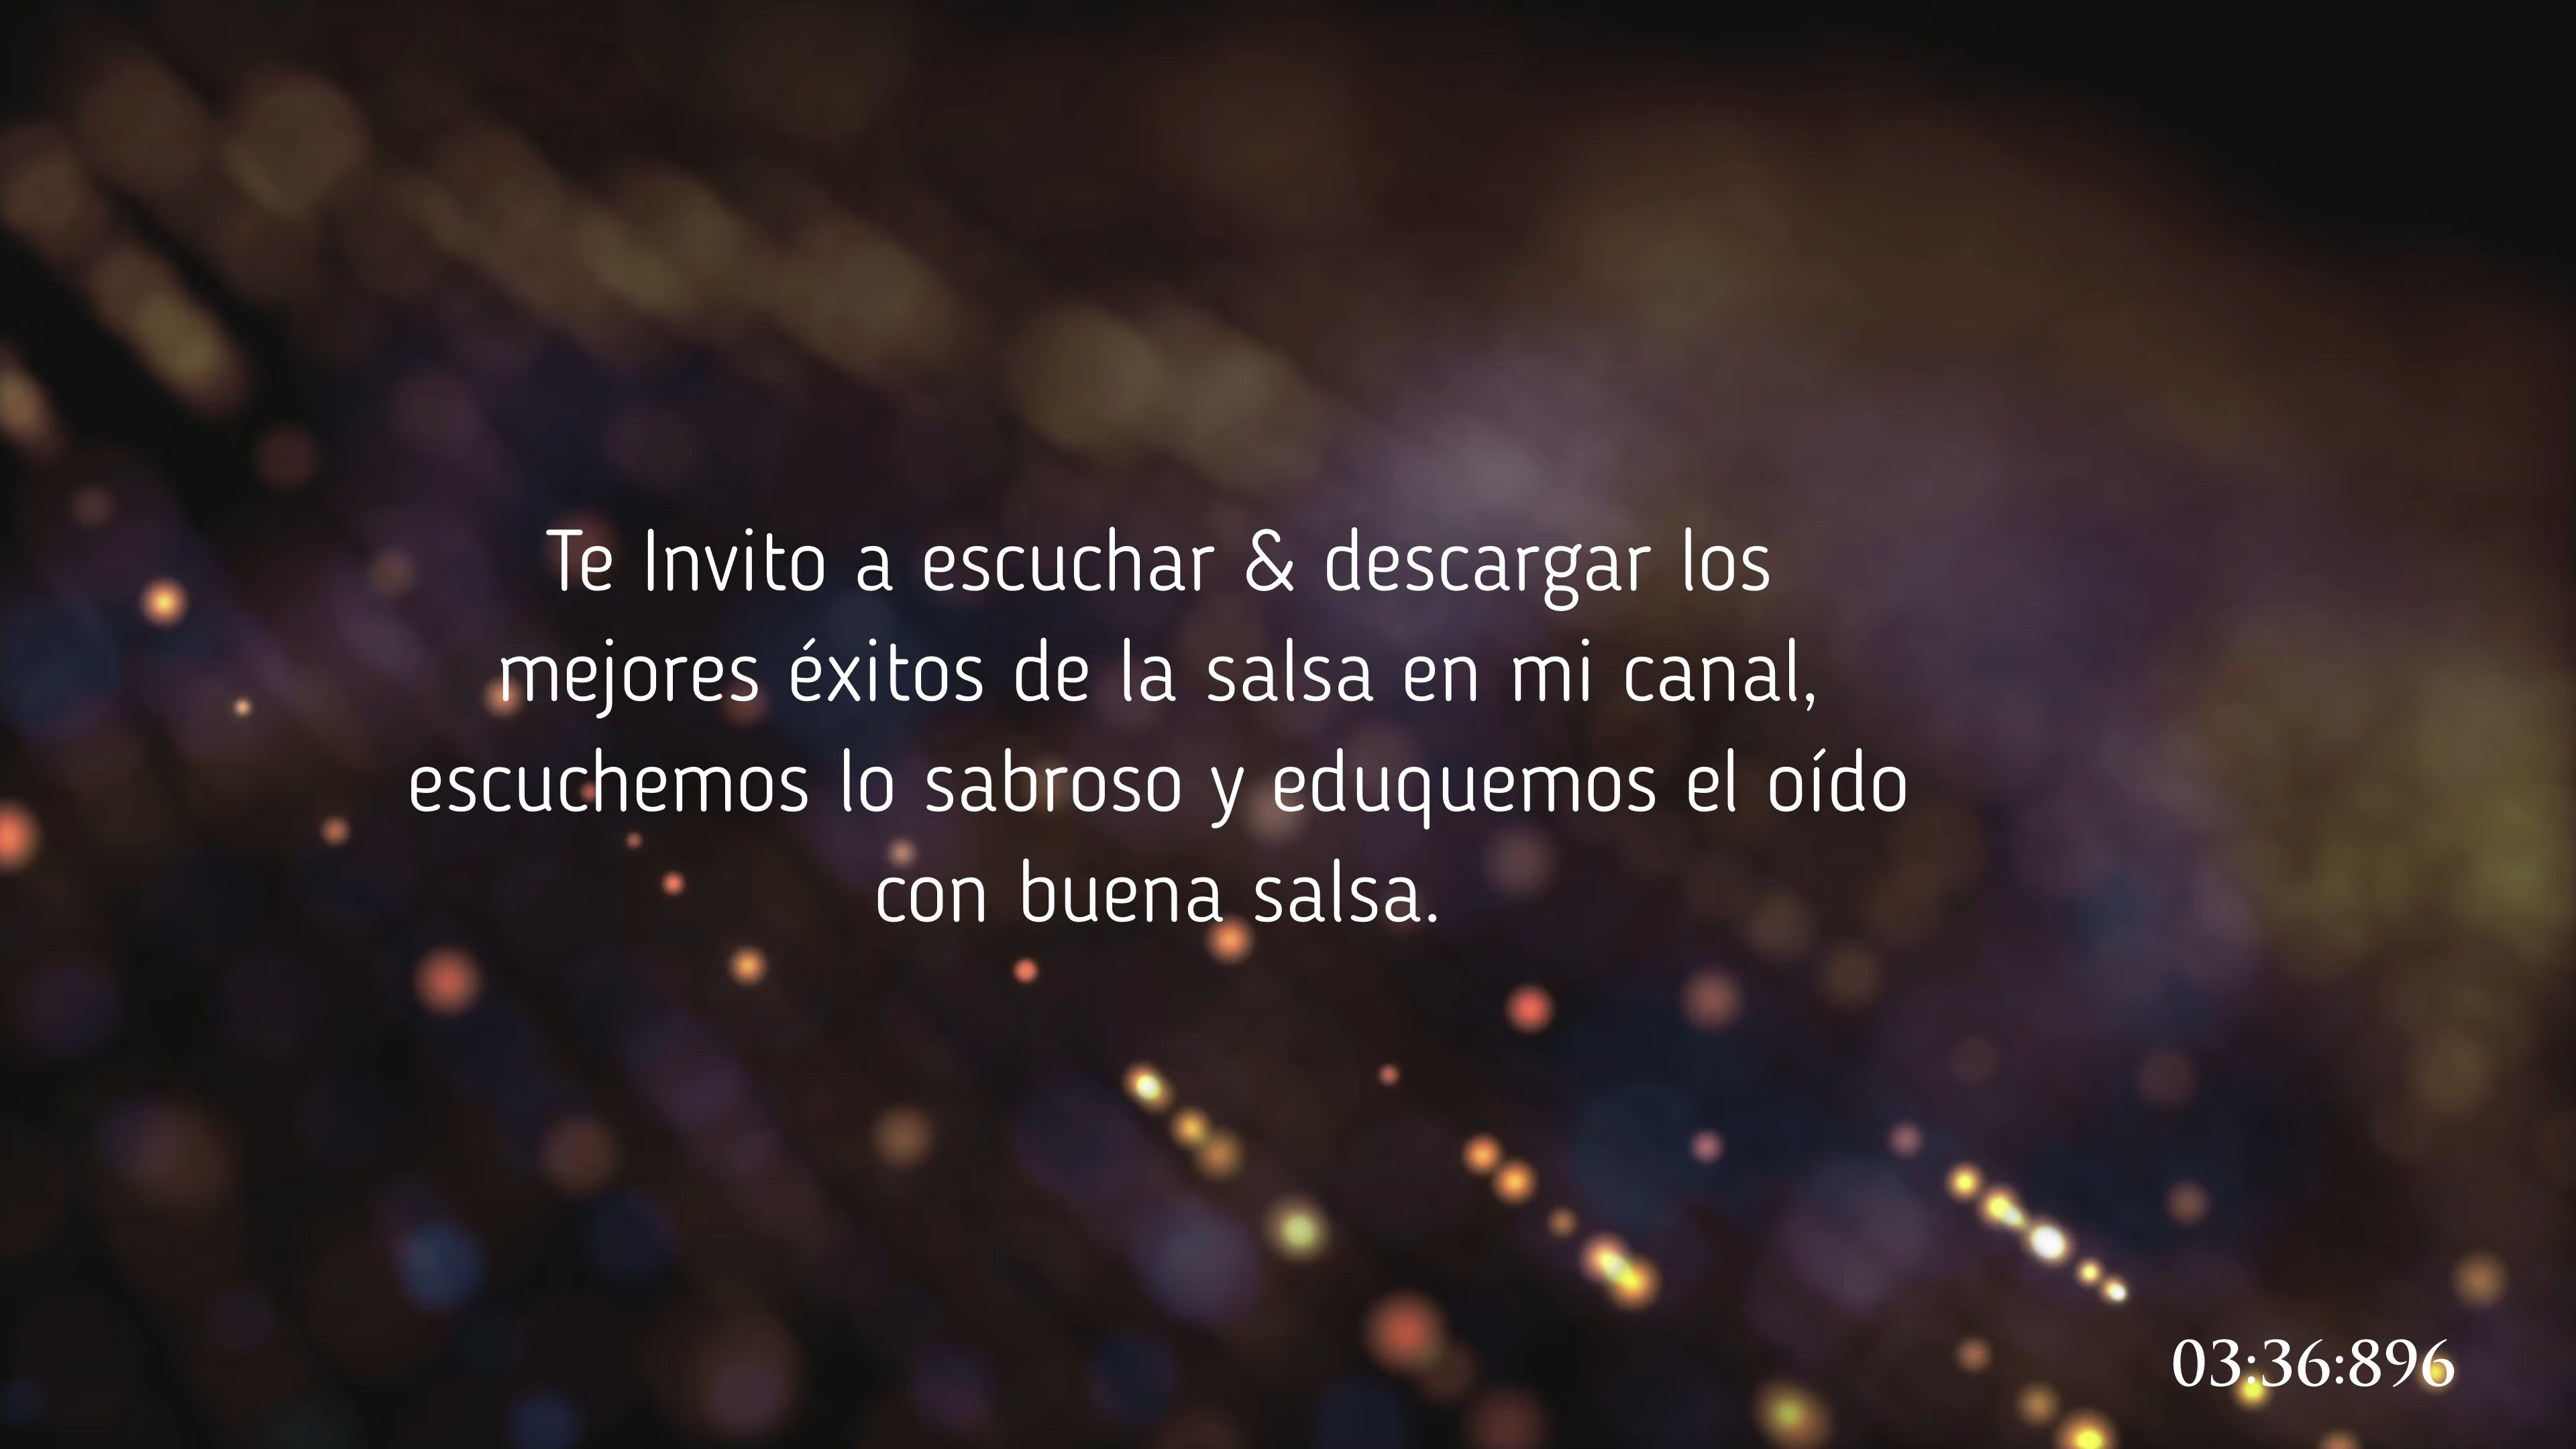 Te Invito a escuchar & descargar los
mejores éxitos de la salsa en mi canal,
escuchemos lo sabroso y eduquemos el oído
con buena salsa.
03:36:896